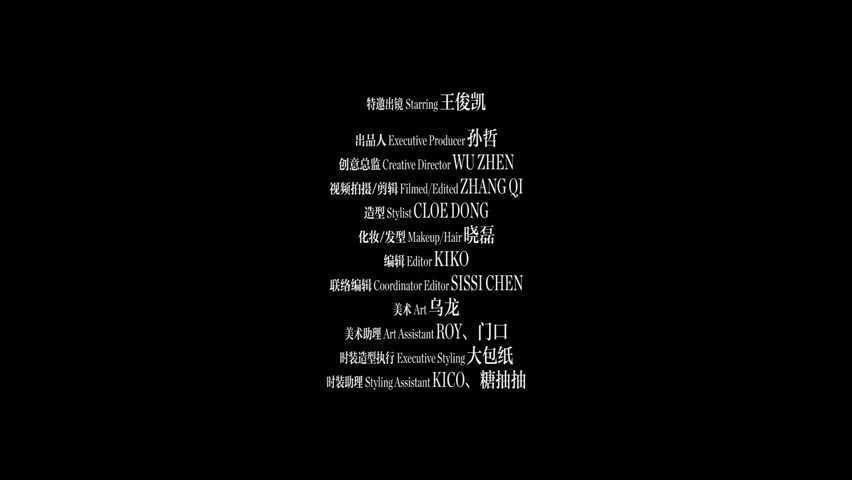 特邀出镜 Starring 王俊凯
出品人 Executive Producer 孙哲
创意总监 Creative Director WU ZHEN
视频拍摄/剪辑 Filmed/Edited ZHANG QI
造型 Stylist CLOE DONG
化妆/发型 Makeup/Hair 晓磊
编辑 Editor KIKO
联络编辑 Coordinator Editor SISSI CHEN
美术 Art 乌龙
美术助理 Art Assistant ROY、门口
时装造型执行 Executive Styling 大包纸
时装助理 Styling Assistant KICO、糖抽抽